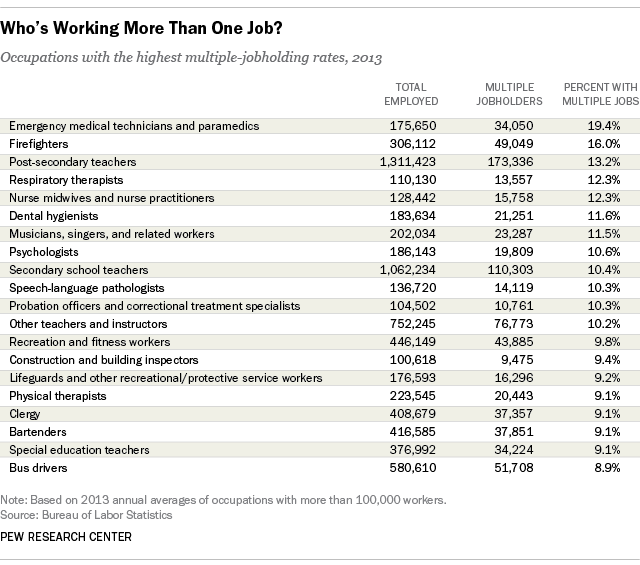 Who's Working More Than One Job?
Occupations with the highest multiple-jobholding rates, 2013
TOTAL EMPLOYED MULTIPLE JOBHOLDERS PERCENT WITH MULTIPLE JOBS
Emergency medical technicians and paramedics 175,650 34,050 19.4%
Firefighters 306,112 49,049 16.0%
Post-secondary teachers 1,311,423 173,336 13.2%
Respiratory therapists 110,130 13,557 12.3%
Nurse midwives and nurse practitioners 128,442 15,758 12.3%
Dental hygienists 183,634 21,251 11.6%
Musicians, singers, and related workers 202,034 23,287 11.5%
Psychologists 186,143 19,809 10.6%
Secondary school teachers 1,062,234 110,303 10.4%
Speech-language pathologists 136,720 14,119 10.3%
Probation officers and correctional treatment specialists 104,502 10,761 10.3%
Other teachers and instructors 752,245 76,773 10.2%
Recreation and fitness workers 446,149 43,885 9.8%
Construction and building inspectors 100,618 9,475 9.4%
Lifeguards and other recreational/protective service workers 176,593 16,296 9.2%
Physical therapists 223,545 20,443 9.1%
Clergy 408,679 37,357 9.1%
Bartenders 416,585 37,851 9.1%
Special education teachers 376,992 34,224 9.1%
Bus drivers 580,610 51,708 8.9%
Note: Based on 2013 annual averages of occupations with more than 100,000 workers.
Source: Bureau of Labor Statistics
PEW RESEARCH CENTER